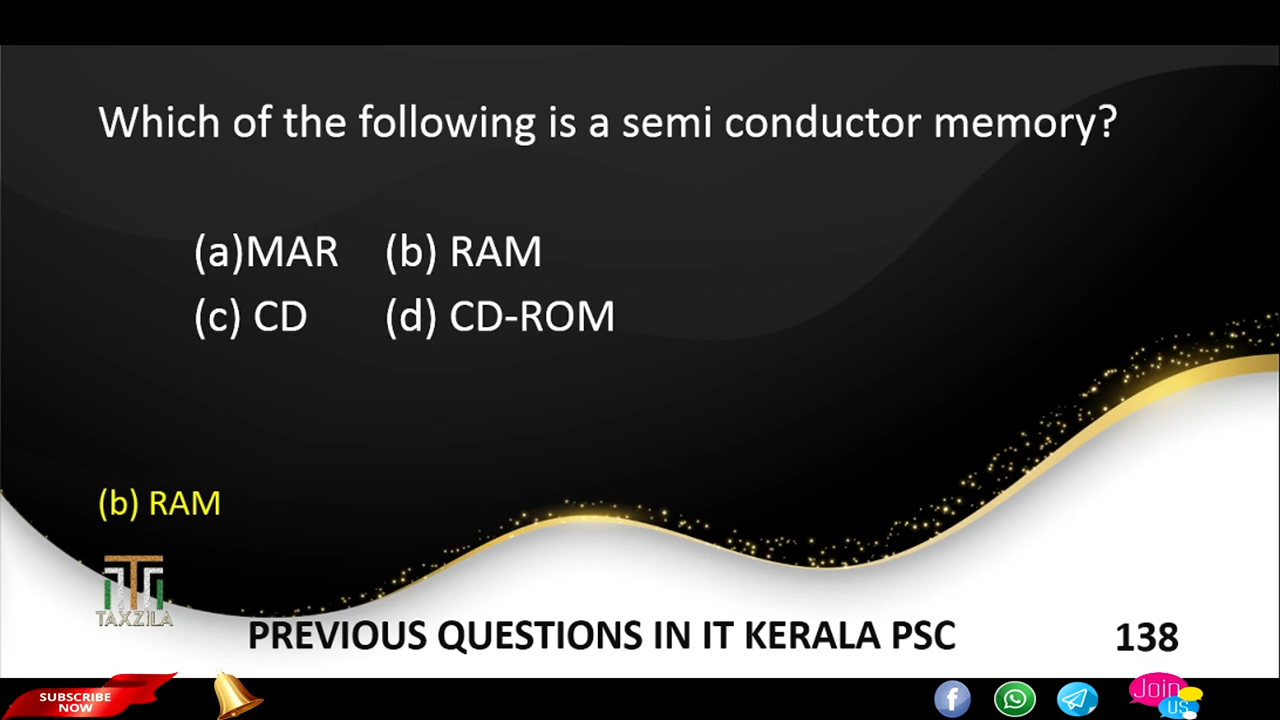 Which of the following is a semi conductor memory?
(a)MAR (b) RAM
(c) CD (d) CD-ROM
(b) RAM
TAXZILA
PREVIOUS QUESTIONS IN IT KERALA PSC 138
SUBSCRIBE
NOW
Join
US